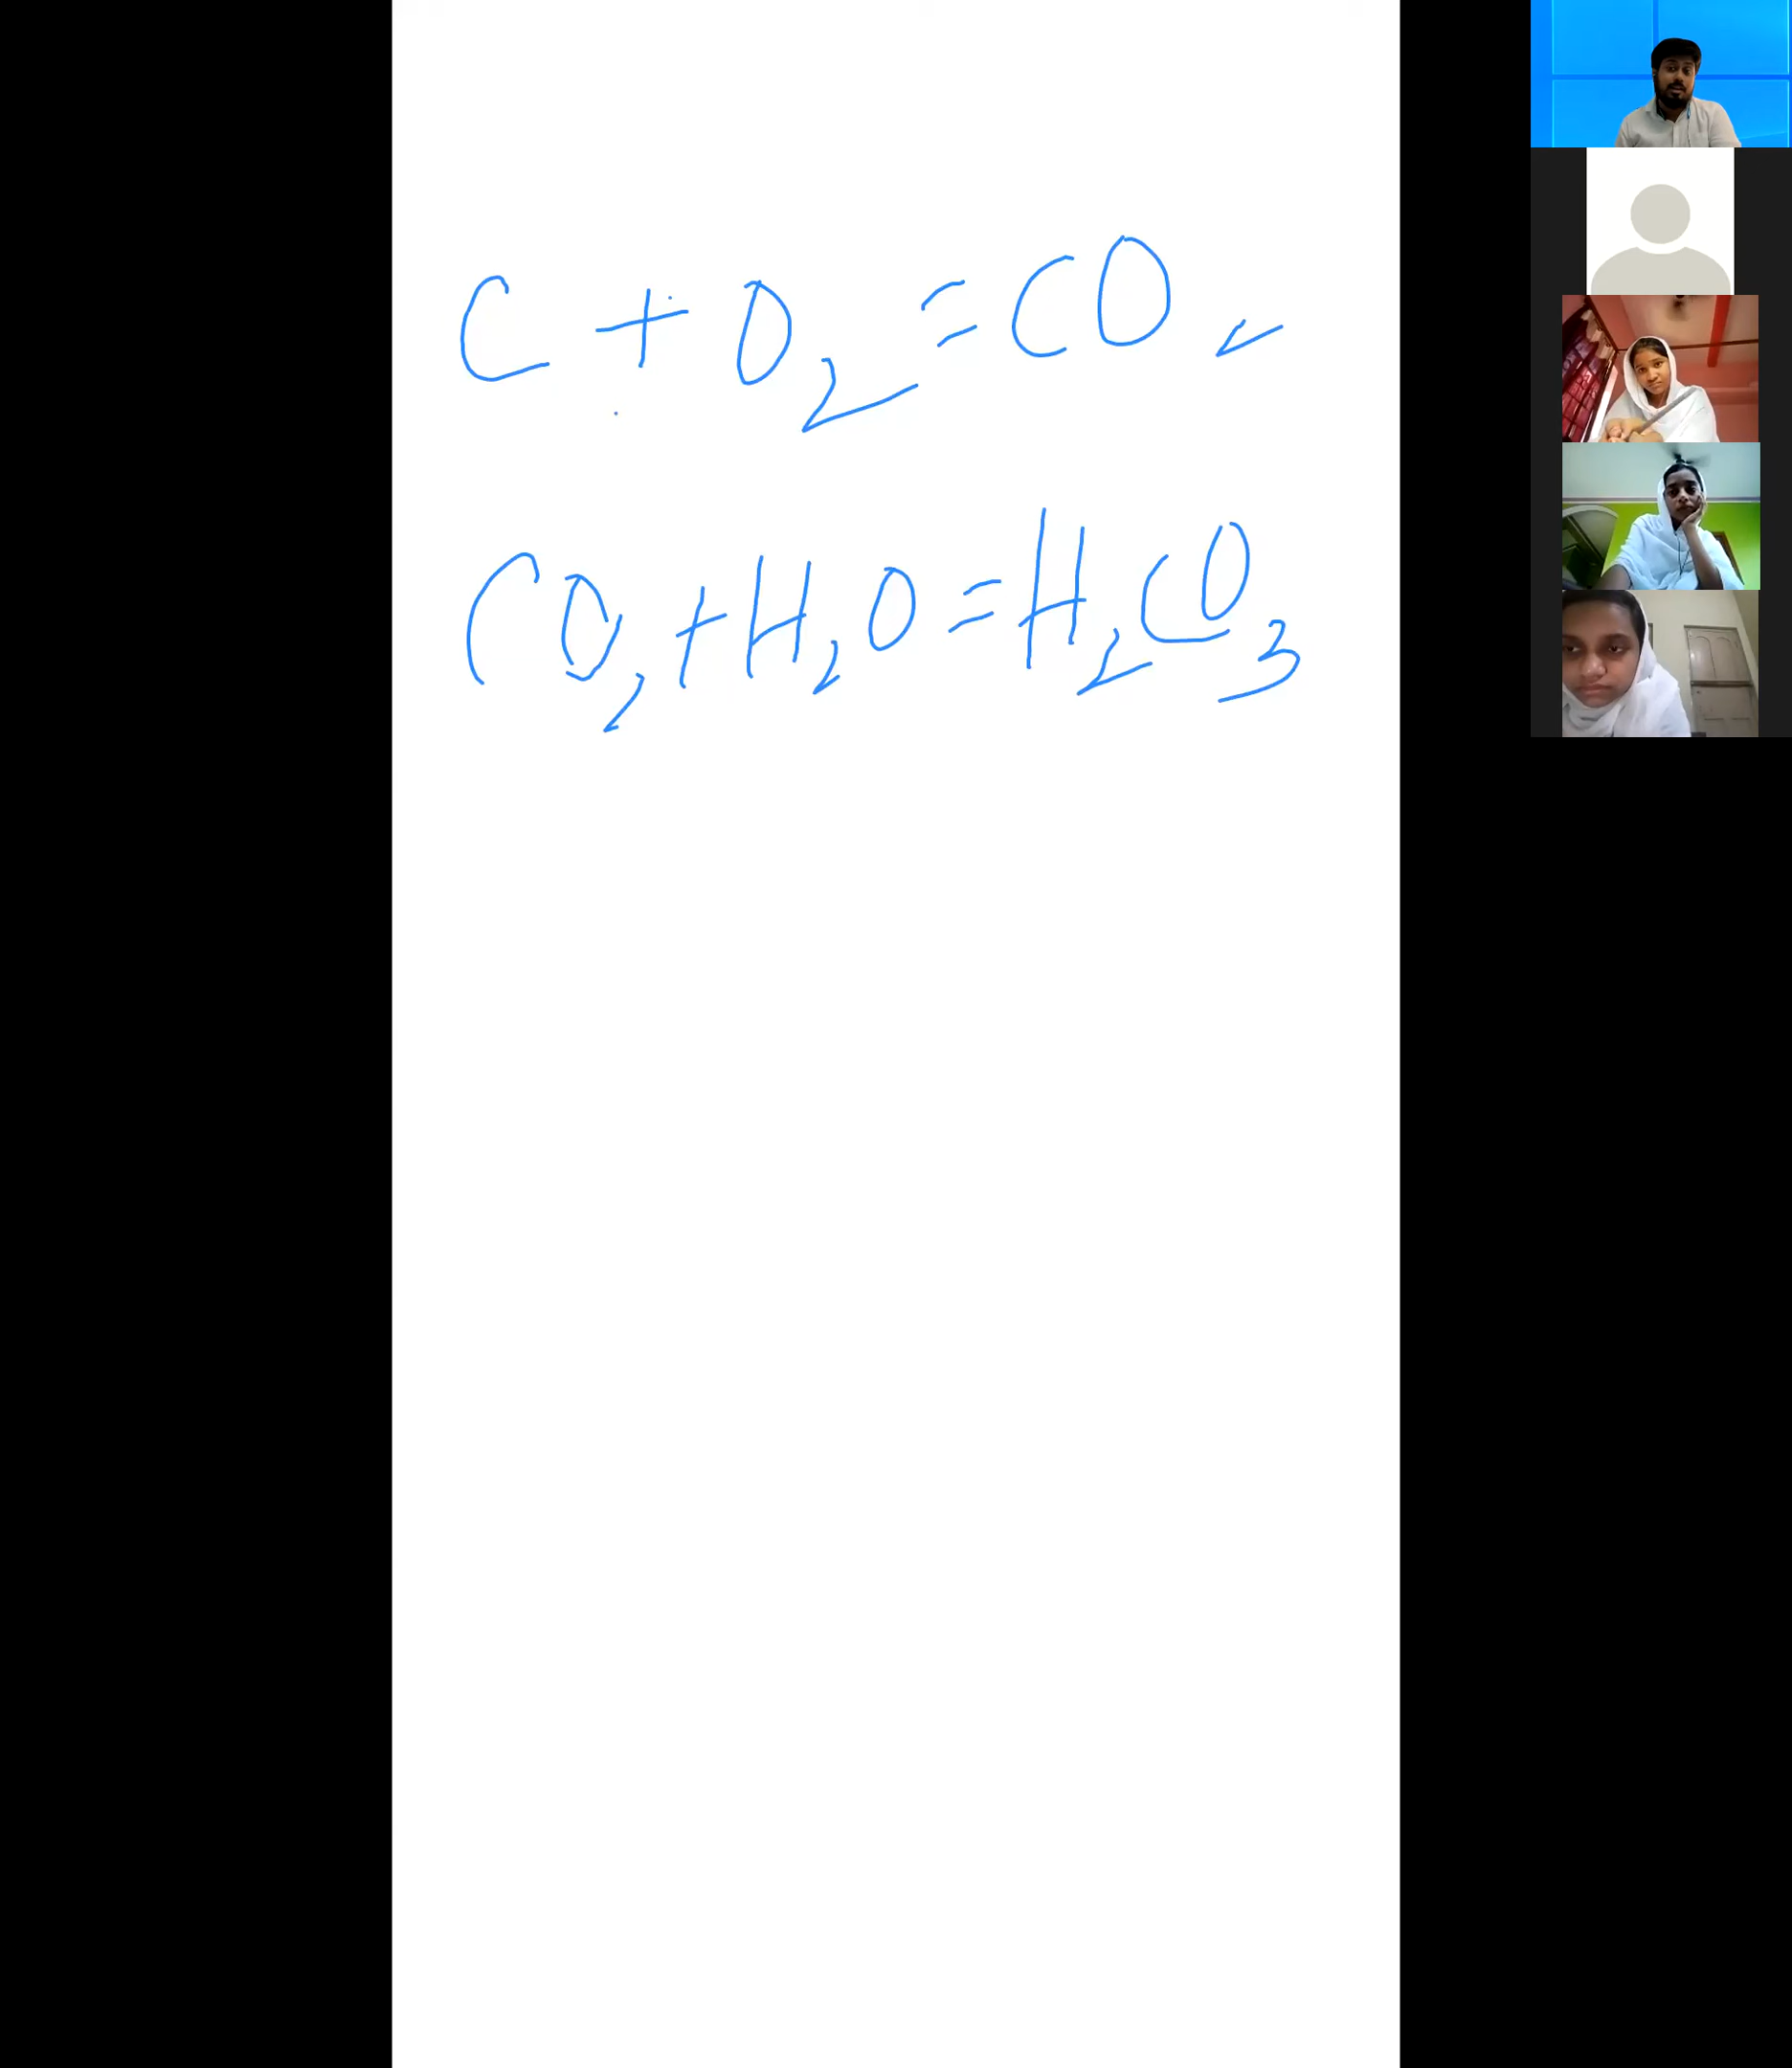 C + O₂ = CO₂
CO₂ + H₂O = H₂CO₃